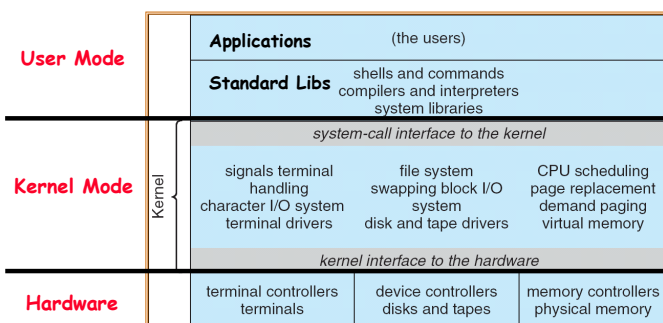 User Mode
Applications
(the users)
Standard Libs
shells and commands
compilers and interpreters
system libraries
Kernel Mode
Kernel
system-call interface to the kernel
signals terminal
handling
character I/O system
terminal drivers
file system
swapping block I/O
system
disk and tape drivers
CPU scheduling
page replacement
demand paging
virtual memory
kernel interface to the hardware
Hardware
terminal controllers
terminals
device controllers
disks and tapes
memory controllers
physical memory